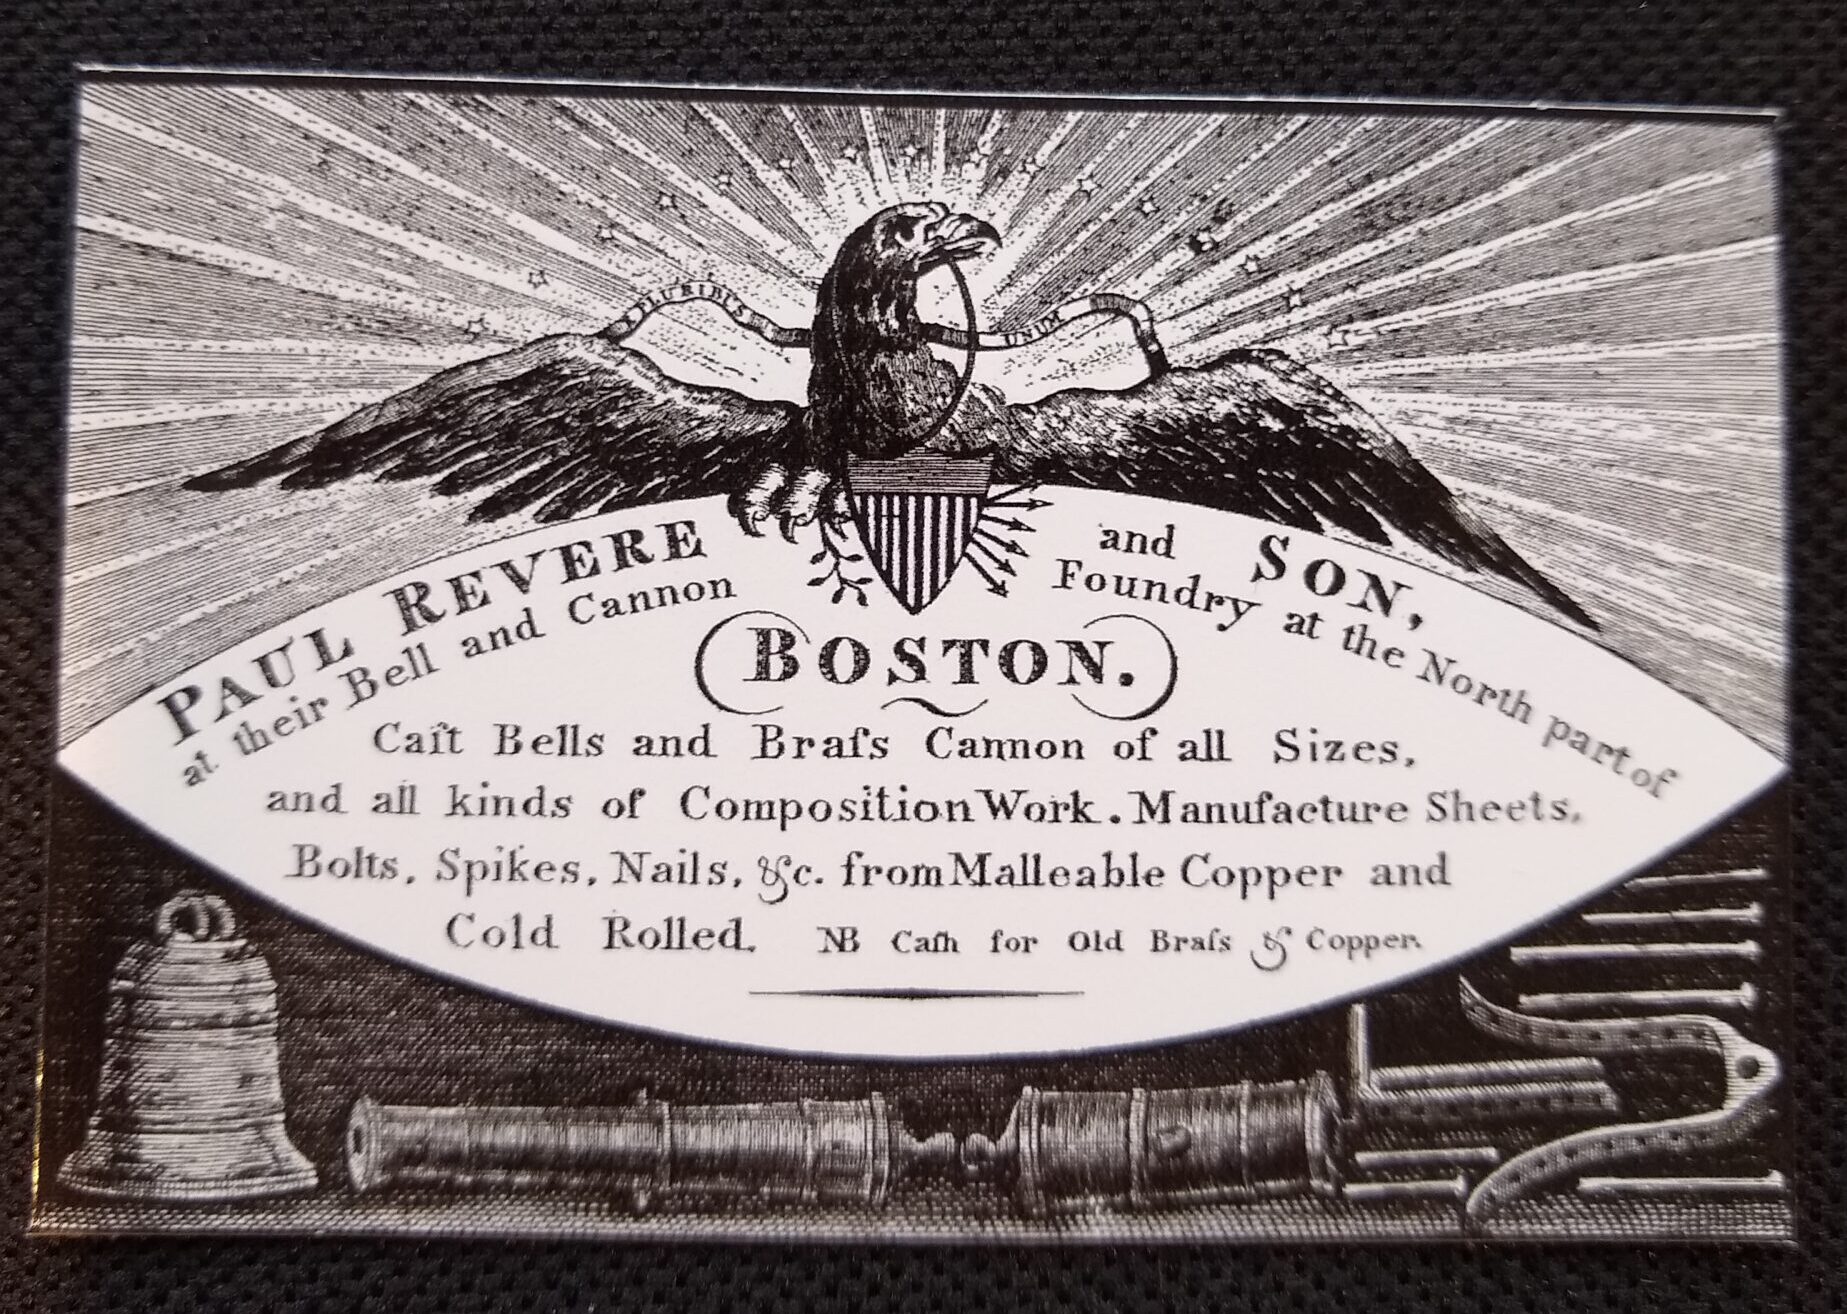 E PLURIBUS UNUM
PAUL REVERE and SON,
at their Bell and Cannon Foundry at the North part of
BOSTON.
Caſt Bells and Braſs Cannon of all Sizes,
and all kinds of Composition Work. Manufacture Sheets,
Bolts, Spikes, Nails, &c. from Malleable Copper and
Cold Rolled. NB Caſh for Old Braſs & Copper.